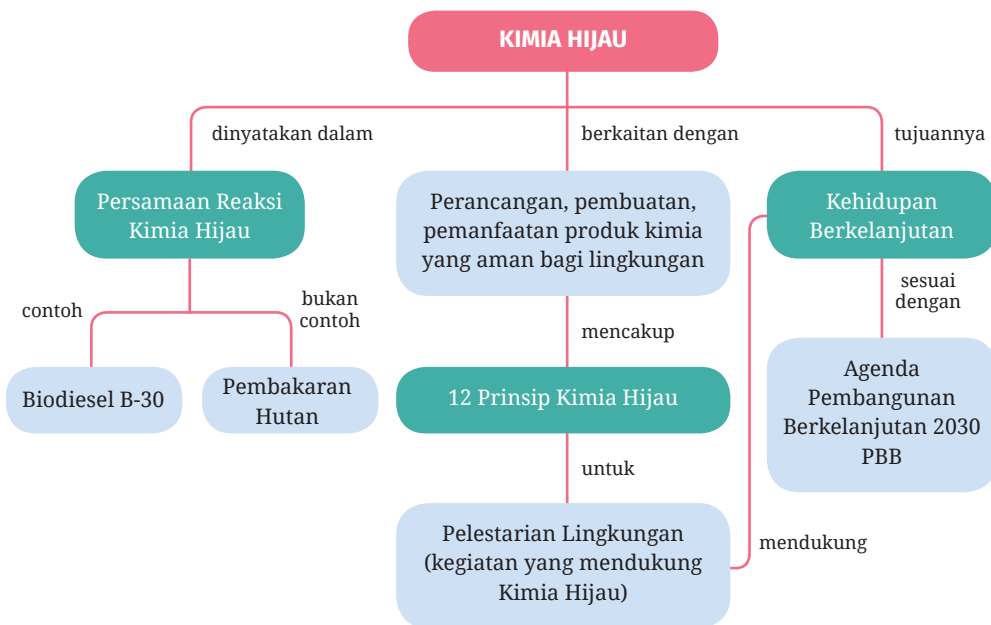 KIMIA HIJAU
dinyatakan dalam
berkaitan dengan
tujuannya
Persamaan Reaksi
Kimia Hijau
Perancangan, pembuatan,
pemanfaatan produk kimia
yang aman bagi lingkungan
Kehidupan
Berkelanjutan
contoh
bukan
contoh
mencakup
sesuai
dengan
Biodiesel B-30
Pembakaran
Hutan
12 Prinsip Kimia Hijau
Agenda
Pembangunan
Berkelanjutan 2030
PBB
untuk
Pelestarian Lingkungan
(kegiatan yang mendukung
Kimia Hijau)
mendukung